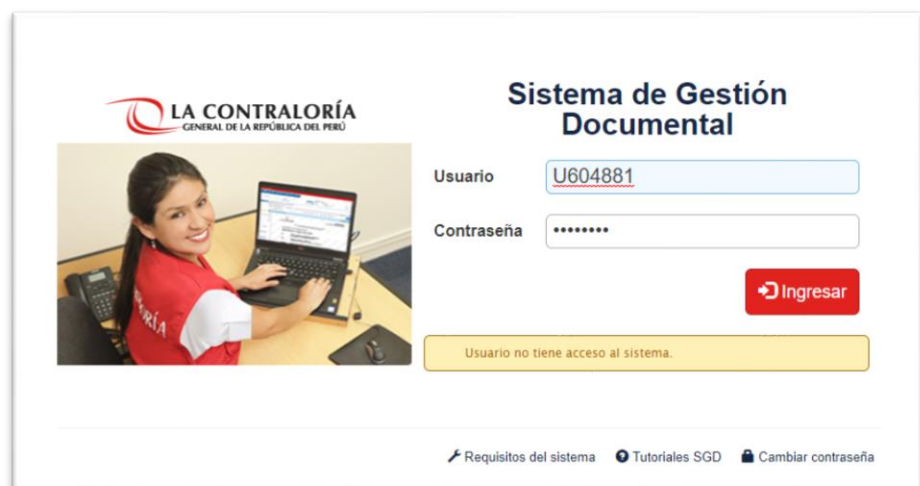 LA CONTRALORÍA
GENERAL DE LA REPÚBLICA DEL PERÚ
Sistema de Gestión
Documental
Usuario
U604881
Contraseña
••••••••
Ingresar
Usuario no tiene acceso al sistema.
Requisitos del sistema
Tutoriales SGD
Cambiar contraseña